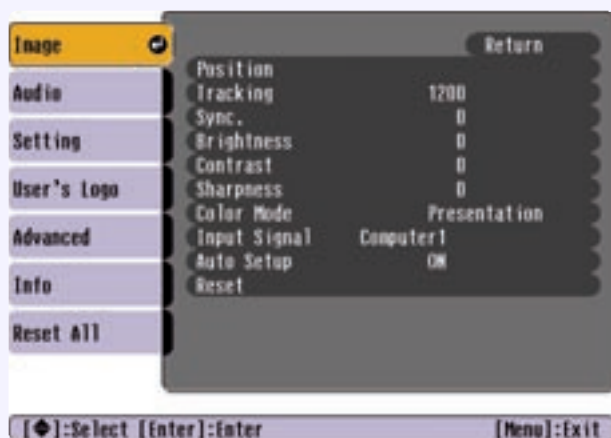 Image
Audio
Setting
User's Logo
Advanced
Info
Reset All
Return
Position
Tracking 1200
Sync. 0
Brightness 0
Contrast 0
Sharpness 0
Color Mode Presentation
Input Signal Computer1
Auto Setup ON
Reset
[◆]:Select [Enter]:Enter [Menu]:Exit